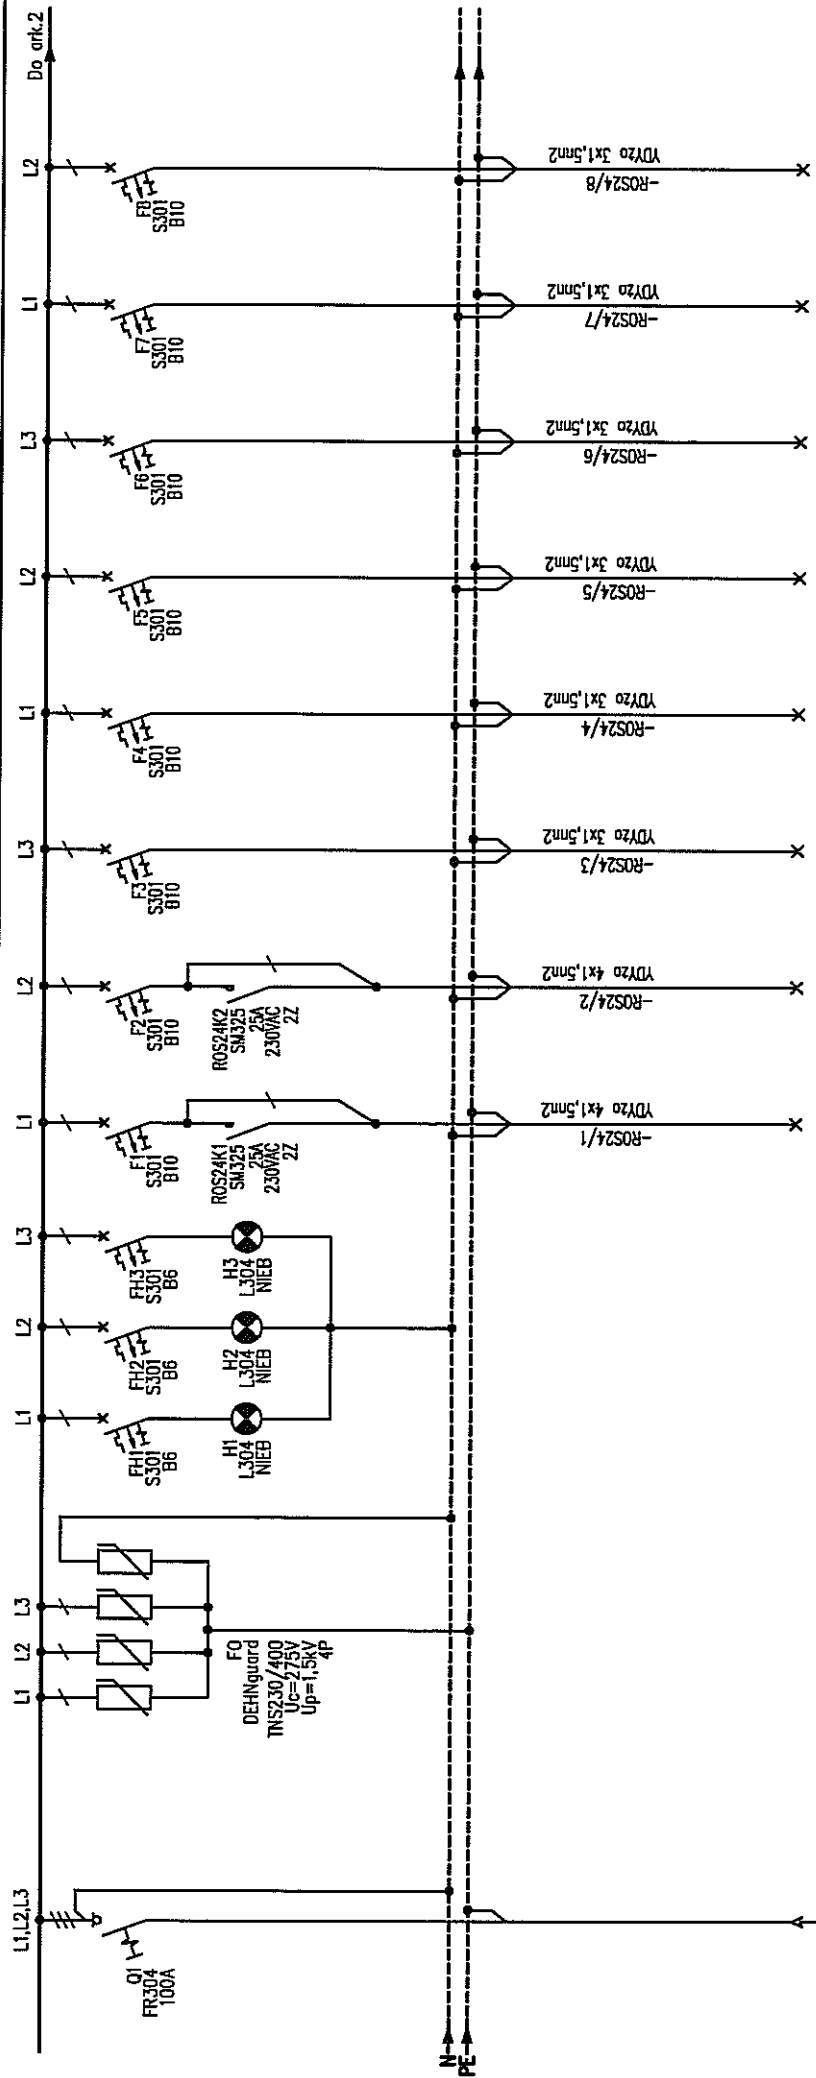 Do ark.2
L2
F8
S301
B10
YDYżo 3x1,5mm2
-ROS24/8
L1
F7
S301
B10
YDYżo 3x1,5mm2
-ROS24/7
L3
F6
S301
B10
YDYżo 3x1,5mm2
-ROS24/6
L2
F5
S301
B10
YDYżo 3x1,5mm2
-ROS24/5
L1
F4
S301
B10
YDYżo 3x1,5mm2
-ROS24/4
L3
F3
S301
B10
YDYżo 3x1,5mm2
-ROS24/3
L2
F2
S301
B10
ROS24K2
SM325
25A
230VAC
2Z
YDYżo 4x1,5mm2
-ROS24/2
L1
F1
S301
B10
ROS24K1
SM325
25A
230VAC
2Z
YDYżo 4x1,5mm2
-ROS24/1
L3
FH3
S301
B6
H3
L304
NIEB
L2
FH2
S301
B6
H2
L304
NIEB
L1
FH1
S301
B6
H1
L304
NIEB
L3
L2
L1
F0
DEHNguard
TNS230/400
Uc=275V
Up=1,5kV
4P
L1,L2,L3
Q1
FR304
100A
N
PE